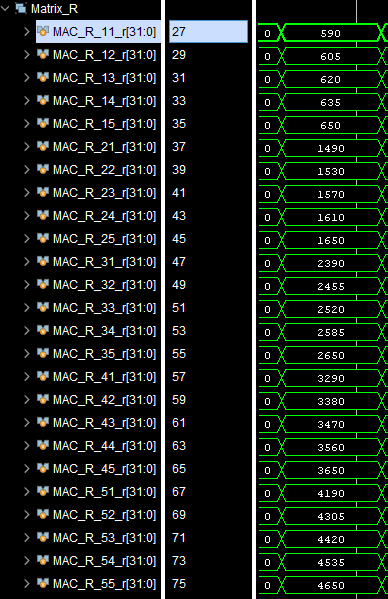 Matrix_R
MAC_R_11_r[31:0] 27 0 590
MAC_R_12_r[31:0] 29 0 605
MAC_R_13_r[31:0] 31 0 620
MAC_R_14_r[31:0] 33 0 635
MAC_R_15_r[31:0] 35 0 650
MAC_R_21_r[31:0] 37 0 1490
MAC_R_22_r[31:0] 39 0 1530
MAC_R_23_r[31:0] 41 0 1570
MAC_R_24_r[31:0] 43 0 1610
MAC_R_25_r[31:0] 45 0 1650
MAC_R_31_r[31:0] 47 0 2390
MAC_R_32_r[31:0] 49 0 2455
MAC_R_33_r[31:0] 51 0 2520
MAC_R_34_r[31:0] 53 0 2585
MAC_R_35_r[31:0] 55 0 2650
MAC_R_41_r[31:0] 57 0 3290
MAC_R_42_r[31:0] 59 0 3380
MAC_R_43_r[31:0] 61 0 3470
MAC_R_44_r[31:0] 63 0 3560
MAC_R_45_r[31:0] 65 0 3650
MAC_R_51_r[31:0] 67 0 4190
MAC_R_52_r[31:0] 69 0 4305
MAC_R_53_r[31:0] 71 0 4420
MAC_R_54_r[31:0] 73 0 4535
MAC_R_55_r[31:0] 75 0 4650